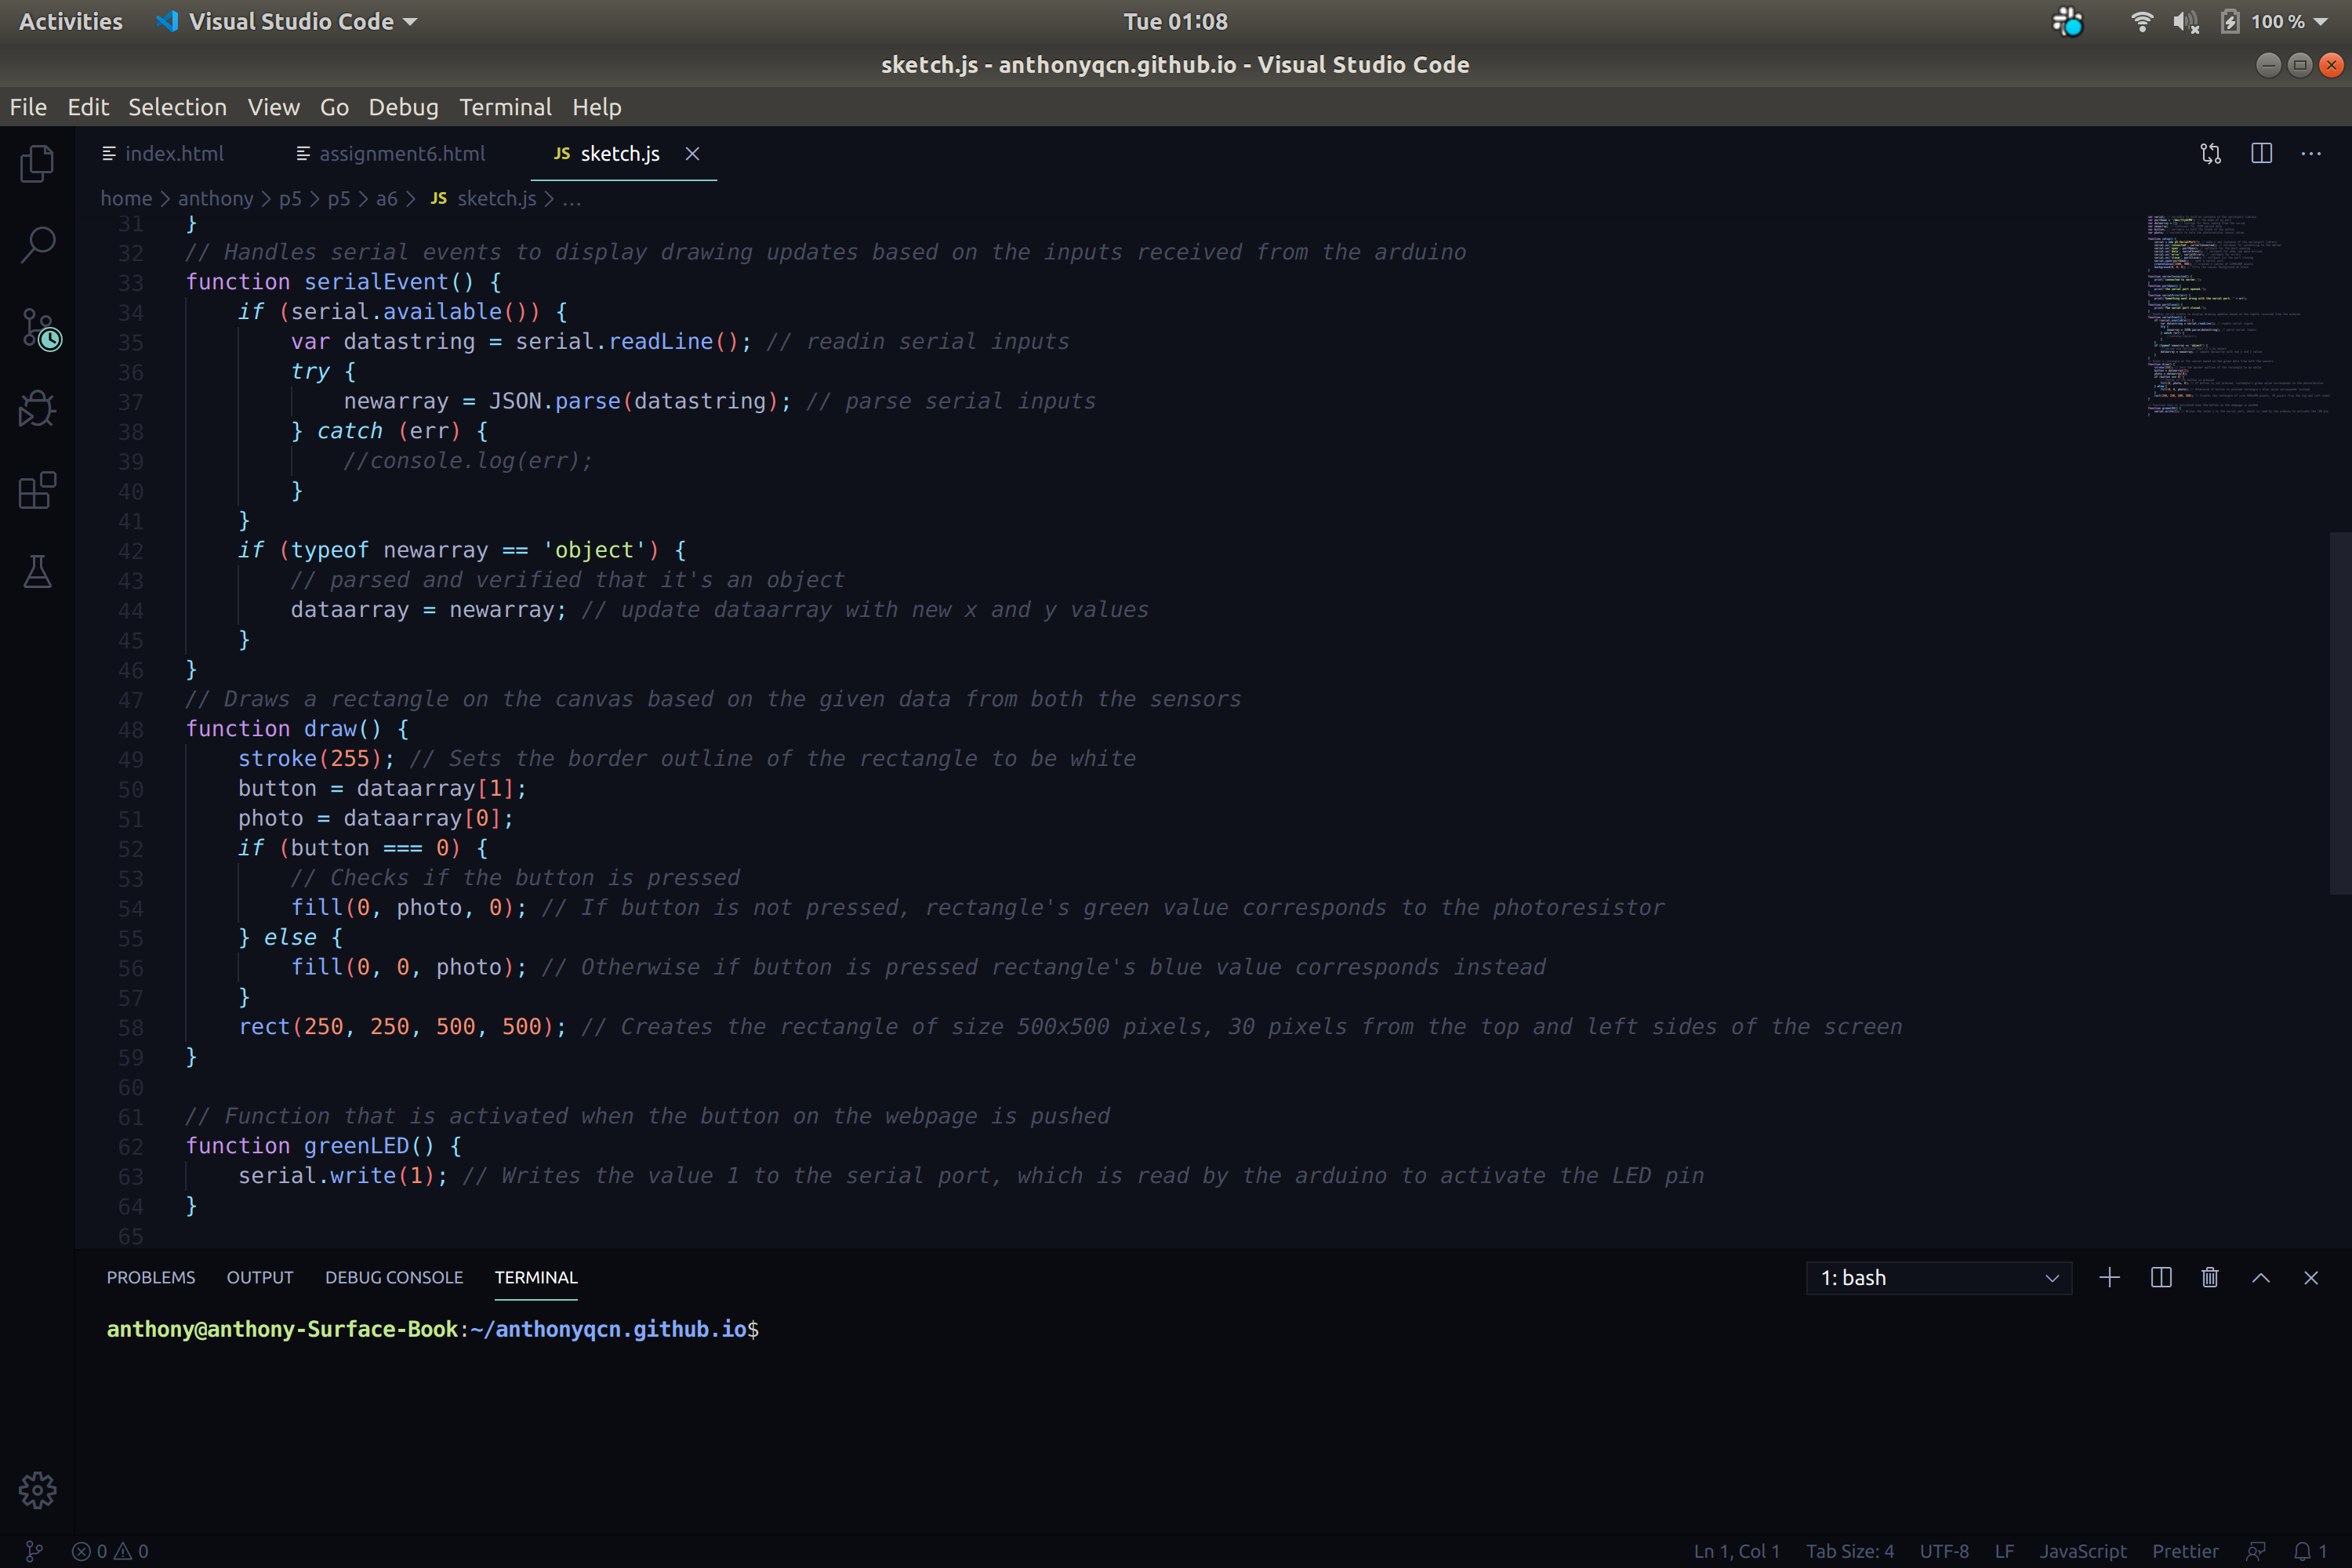 Activities Visual Studio Code Tue 01:08 100 %
sketch.js - anthonyqcn.github.io - Visual Studio Code
File Edit Selection View Go Debug Terminal Help
index.html assignment6.html JS sketch.js
home > anthony > p5 > p5 > a6 > JS sketch.js > ...
31 }
32 // Handles serial events to display drawing updates based on the inputs received from the arduino
33 function serialEvent() {
34 if (serial.available()) {
35 var datastring = serial.readLine(); // readin serial inputs
36 try {
37 newarray = JSON.parse(datastring); // parse serial inputs
38 } catch (err) {
39 //console.log(err);
40 }
41 }
42 if (typeof newarray == 'object') {
43 // parsed and verified that it's an object
44 dataarray = newarray; // update dataarray with new x and y values
45 }
46 }
47 // Draws a rectangle on the canvas based on the given data from both the sensors
48 function draw() {
49 stroke(255); // Sets the border outline of the rectangle to be white
50 button = dataarray[1];
51 photo = dataarray[0];
52 if (button === 0) {
53 // Checks if the button is pressed
54 fill(0, photo, 0); // If button is not pressed, rectangle's green value corresponds to the photoresistor
55 } else {
56 fill(0, 0, photo); // Otherwise if button is pressed rectangle's blue value corresponds instead
57 }
58 rect(250, 250, 500, 500); // Creates the rectangle of size 500x500 pixels, 30 pixels from the top and left sides of the screen
59 }
60
61 // Function that is activated when the button on the webpage is pushed
62 function greenLED() {
63 serial.write(1); // Writes the value 1 to the serial port, which is read by the arduino to activate the LED pin
64 }
65
PROBLEMS OUTPUT DEBUG CONSOLE TERMINAL 1: bash
anthony@anthony-Surface-Book:~/anthonyqcn.github.io$
0 0 Ln 1, Col 1 Tab Size: 4 UTF-8 LF JavaScript Prettier 1